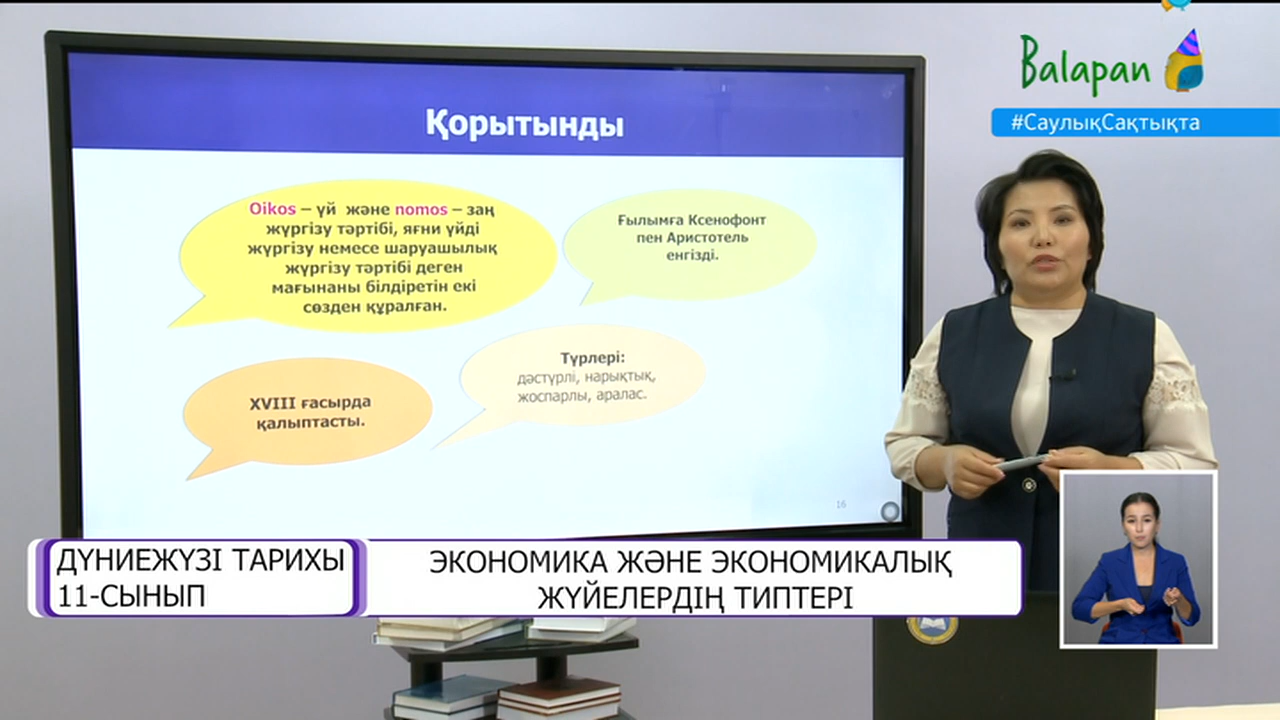 Balapan
#СаулықСақтықта
Қорытынды
Oikos – үй және nomos – заң
жүргізу тәртібі, яғни үйді
жүргізу немесе шаруашылық
жүргізу тәртібі деген
мағынаны білдіретін екі
сөзден құралған.
Ғылымға Ксенофонт
пен Аристотель
енгізді.
Түрлері:
дәстүрлі, нарықтық,
жоспарлы, аралас.
XVIII ғасырда
қалыптасты.
16
ДҮНИЕЖҮЗІ ТАРИХЫ
11-СЫНЫП
ЭКОНОМИКА ЖӘНЕ ЭКОНОМИКАЛЫҚ
ЖҮЙЕЛЕРДІҢ ТИПТЕРІ